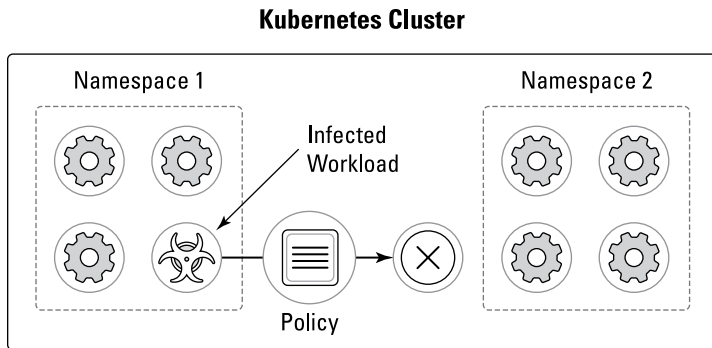 Kubernetes Cluster
Namespace 1
Namespace 2
Infected
Workload
Policy